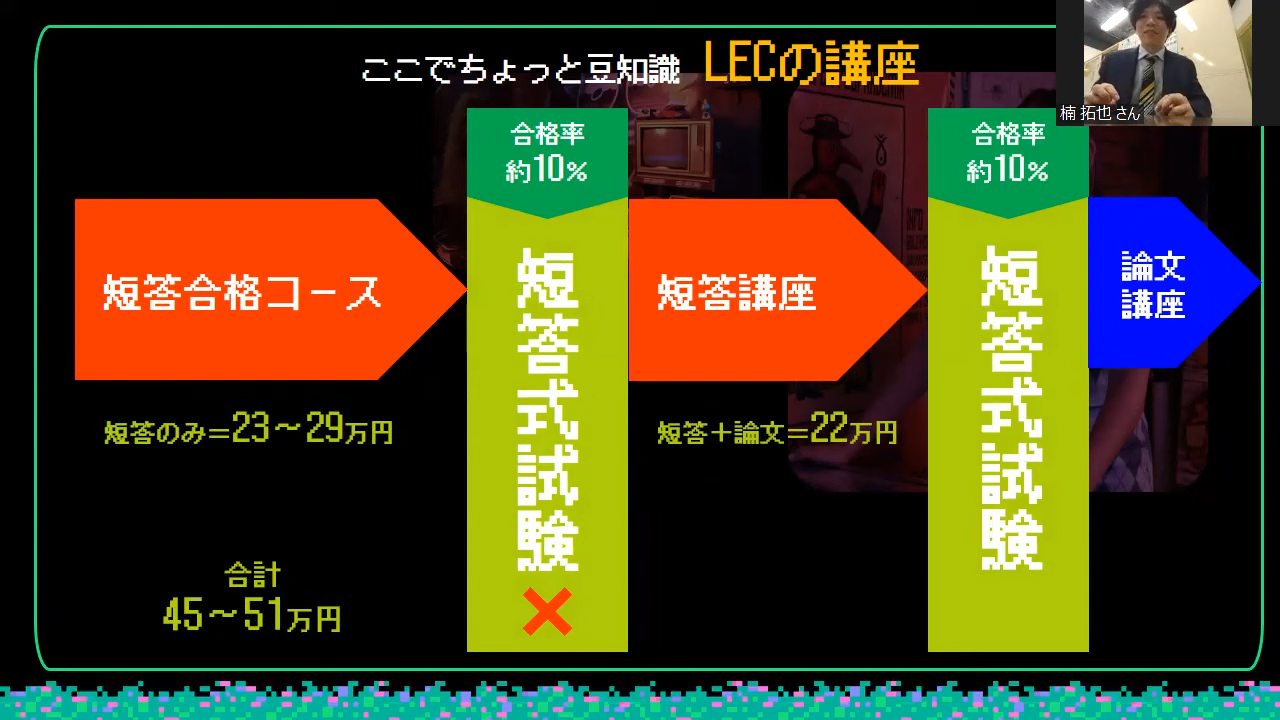 ここでちょっと豆知識 LECの講座
楠 拓也 さん
合格率
約10%
合格率
約10%
短答合格コース
短答式試験
短答講座
短答式試験
論文
講座
短答のみ=23~29万円
短答+論文=22万円
合計
45~51万円